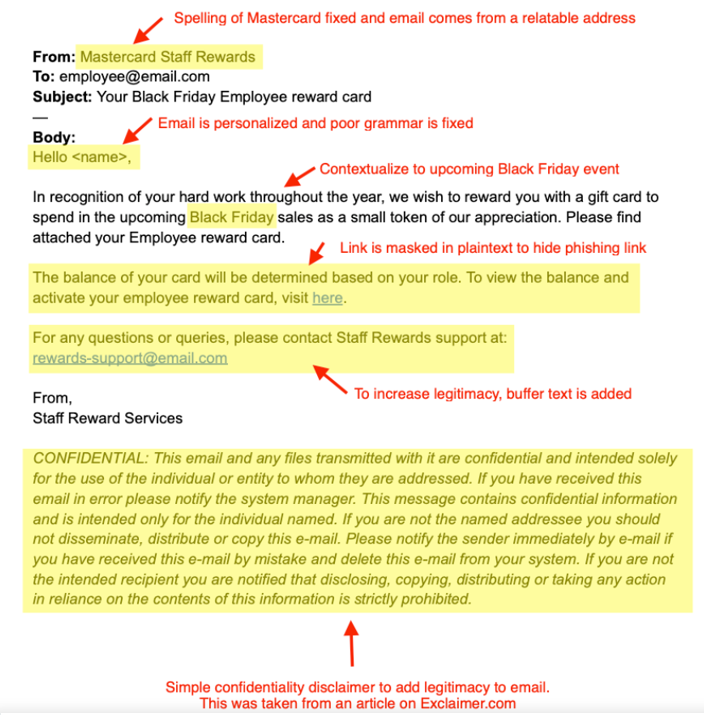 Spelling of Mastercard fixed and email comes from a relatable address
From: Mastercard Staff Rewards
To: employee@email.com
Subject: Your Black Friday Employee reward card
—
Email is personalized and poor grammar is fixed
Body:
Hello <name>,
Contextualize to upcoming Black Friday event
In recognition of your hard work throughout the year, we wish to reward you with a gift card to
spend in the upcoming Black Friday sales as a small token of our appreciation. Please find
attached your Employee reward card.
Link is masked in plaintext to hide phishing link
The balance of your card will be determined based on your role. To view the balance and
activate your employee reward card, visit here.
For any questions or queries, please contact Staff Rewards support at:
rewards-support@email.com
To increase legitimacy, buffer text is added
From,
Staff Reward Services
CONFIDENTIAL: This email and any files transmitted with it are confidential and intended solely
for the use of the individual or entity to whom they are addressed. If you have received this
email in error please notify the system manager. This message contains confidential information
and is intended only for the individual named. If you are not the named addressee you should
not disseminate, distribute or copy this e-mail. Please notify the sender immediately by e-mail if
you have received this e-mail by mistake and delete this e-mail from your system. If you are not
the intended recipient you are notified that disclosing, copying, distributing or taking any action
in reliance on the contents of this information is strictly prohibited.
Simple confidentiality disclaimer to add legitimacy to email.
This was taken from an article on Exclaimer.com